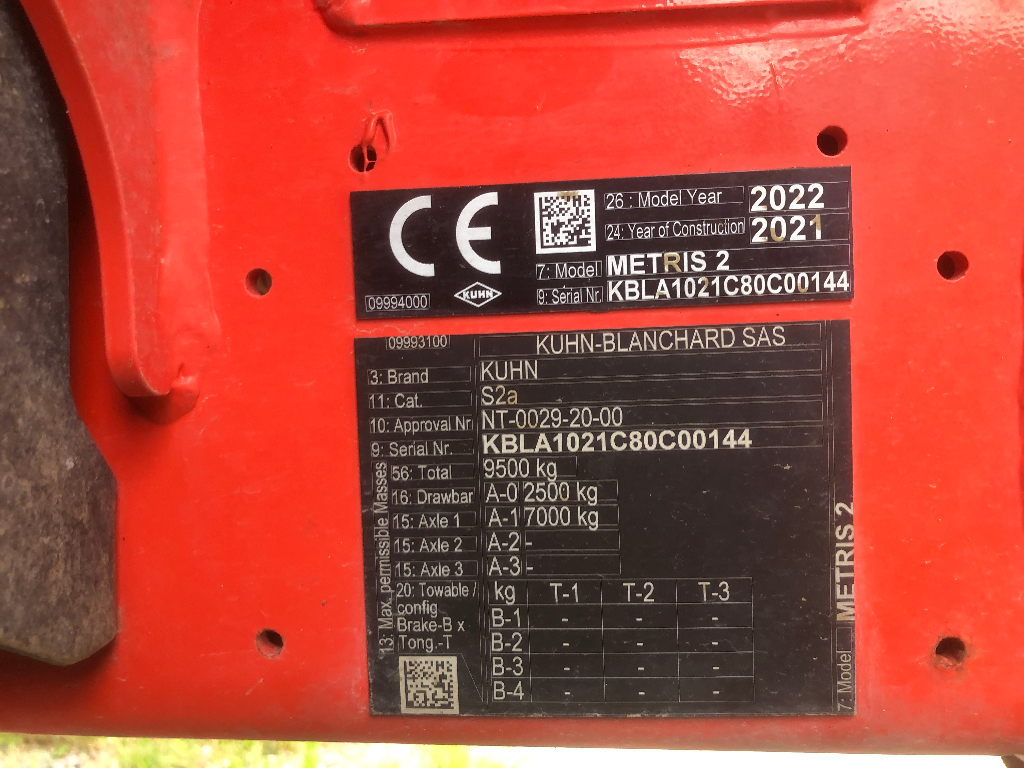 CE
26 : Model Year 2022
24: Year of Construction 2021
7: Model METRIS 2
9: Serial Nr. KBLA1021C80C00144
09994000 KUHN
09993100 KUHN-BLANCHARD SAS
3: Brand KUHN
11: Cat. S2a
10: Approval Nr NT-0029-20-00
9: Serial Nr. KBLA1021C80C00144
13: Max. permissible Masses
56: Total 9500 kg
16: Drawbar A-0 2500 kg
15: Axle 1 A-1 7000 kg
15: Axle 2 A-2 -
15: Axle 3 A-3 -
20: Towable / kg T-1 T-2 T-3
config B-1 - - -
Brake-B x
Tong.-T B-2 - - -
B-3 - - -
B-4 - - -
7: Model METRIS 2